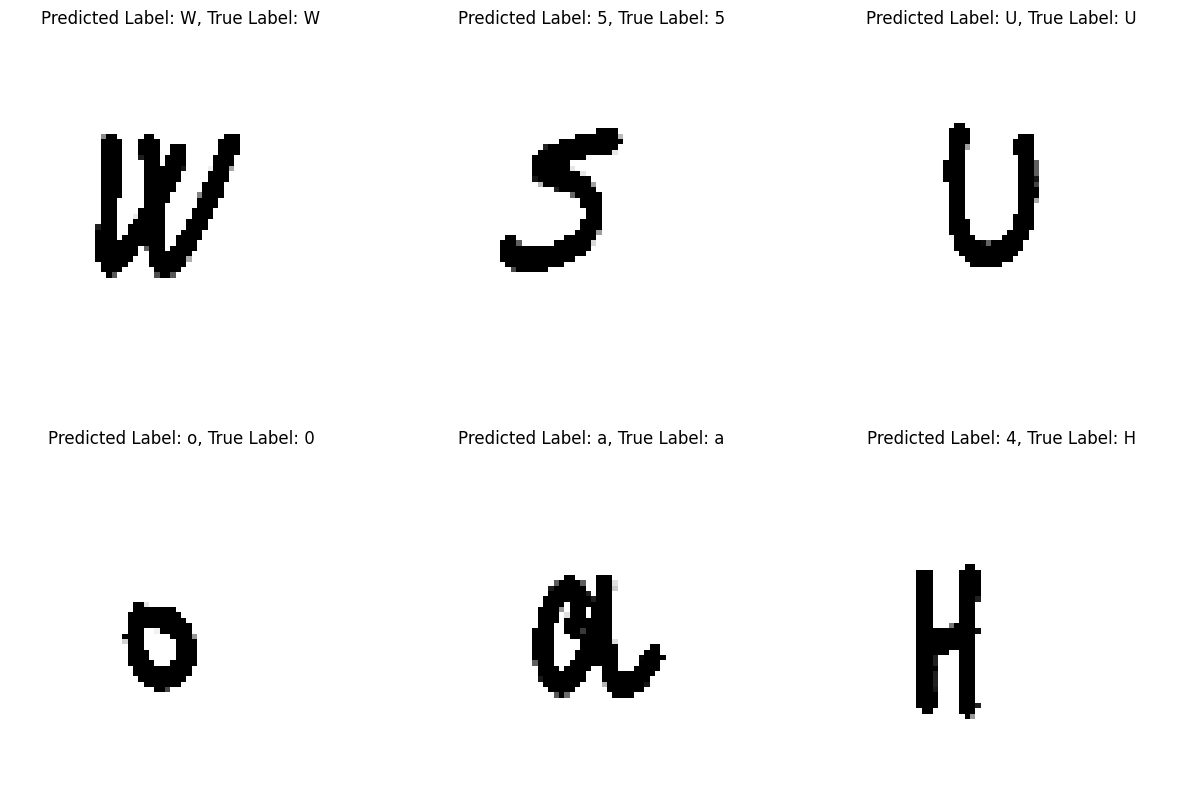 Predicted Label: W, True Label: W
Predicted Label: 5, True Label: 5
Predicted Label: U, True Label: U
W
5
U
Predicted Label: o, True Label: 0
Predicted Label: a, True Label: a
Predicted Label: 4, True Label: H
o
a
H